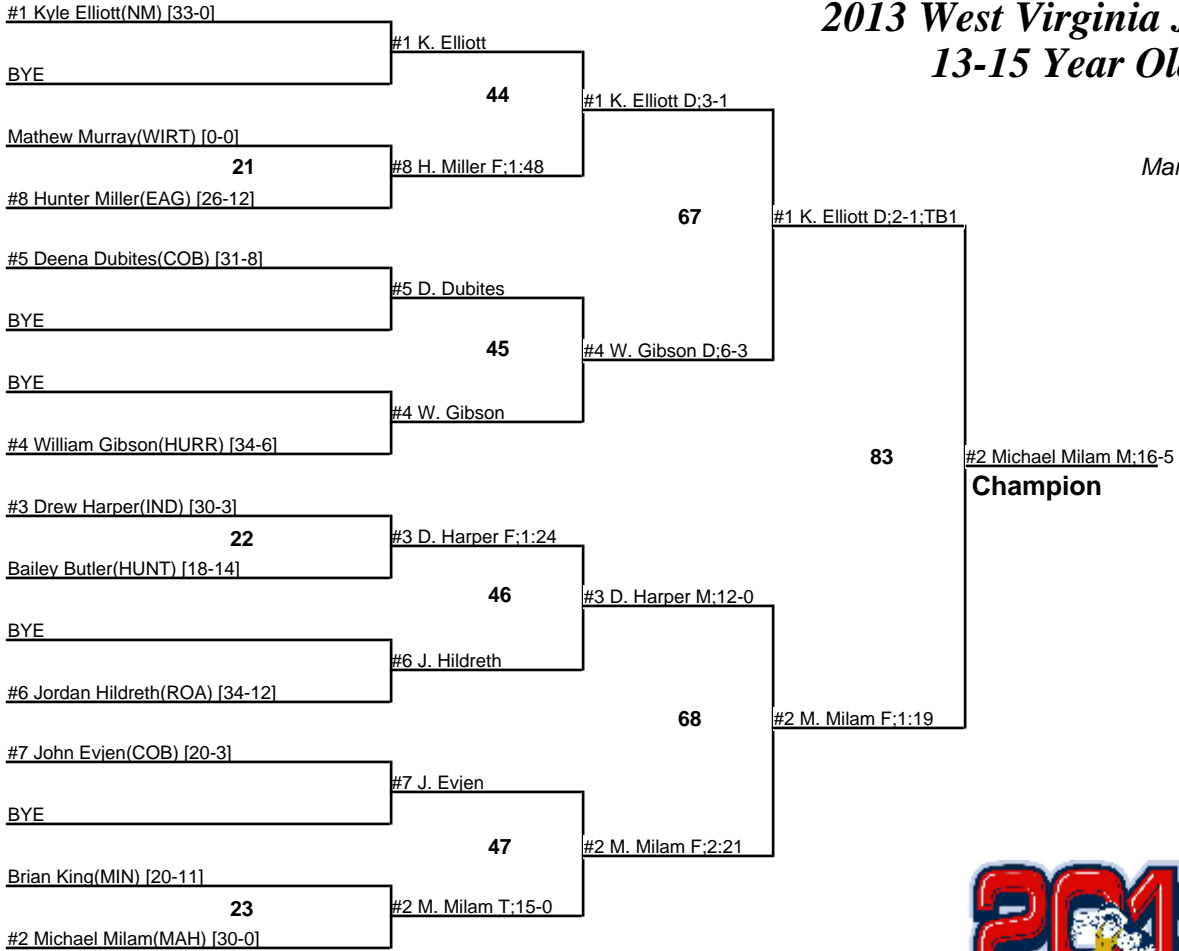 #1 Kyle Elliott(NM) [33-0]
2013 West Virginia
#1 K. Elliott
13-15 Year
BYE
44
#1 K. Elliott D;3-1
Mathew Murray(WIRT) [0-0]
21
#8 H. Miller F;1:48
#8 Hunter Miller(EAG) [26-12]
67
#1 K. Elliott D;2-1;TB1
#5 Deena Dubites(COB) [31-8]
#5 D. Dubites
BYE
45
#4 W. Gibson D;6-3
BYE
#4 W. Gibson
#4 William Gibson(HURR) [34-6]
83
#2 Michael Milam M;16-5
Champion
#3 Drew Harper(IND) [30-3]
22
#3 D. Harper F;1:24
Bailey Butler(HUNT) [18-14]
46
#3 D. Harper M;12-0
BYE
#6 J. Hildreth
#6 Jordan Hildreth(ROA) [34-12]
68
#2 M. Milam F;1:19
#7 John Evjen(COB) [20-3]
#7 J. Evjen
BYE
47
#2 M. Milam F;2:21
Brian King(MIN) [20-11]
23
#2 M. Milam T;15-0
#2 Michael Milam(MAH) [30-0]